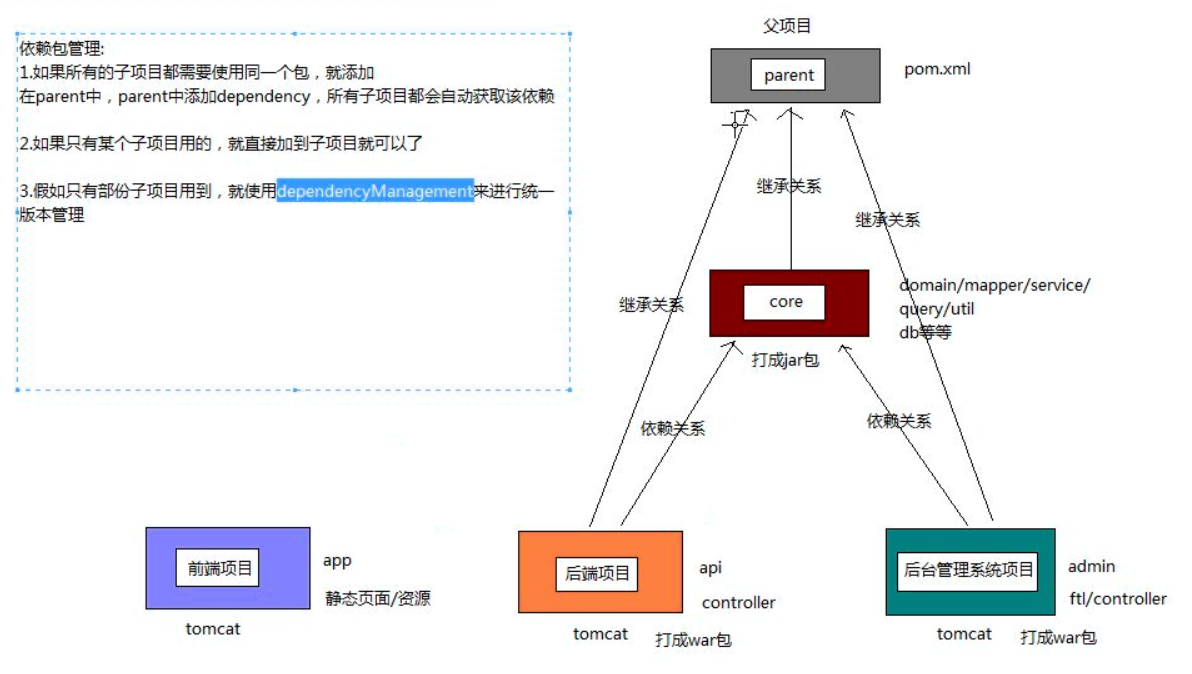 依赖包管理:
1.如果所有的子项目都需要使用同一个包，就添加
在parent中，parent中添加dependency，所有子项目都会自动获取该依赖
2.如果只有某个子项目用的，就直接加到子项目就可以了
3.假如只有部份子项目用到，就使用dependencyManagement来进行统一
版本管理
父项目
parent
pom.xml
继承关系
继承关系
继承关系
core
domain/mapper/service/
query/util
db等等
打成jar包
依赖关系
依赖关系
前端项目
app
静态页面/资源
tomcat
后端项目
api
controller
tomcat
打成war包
后台管理系统项目
admin
ftl/controller
tomcat
打成war包